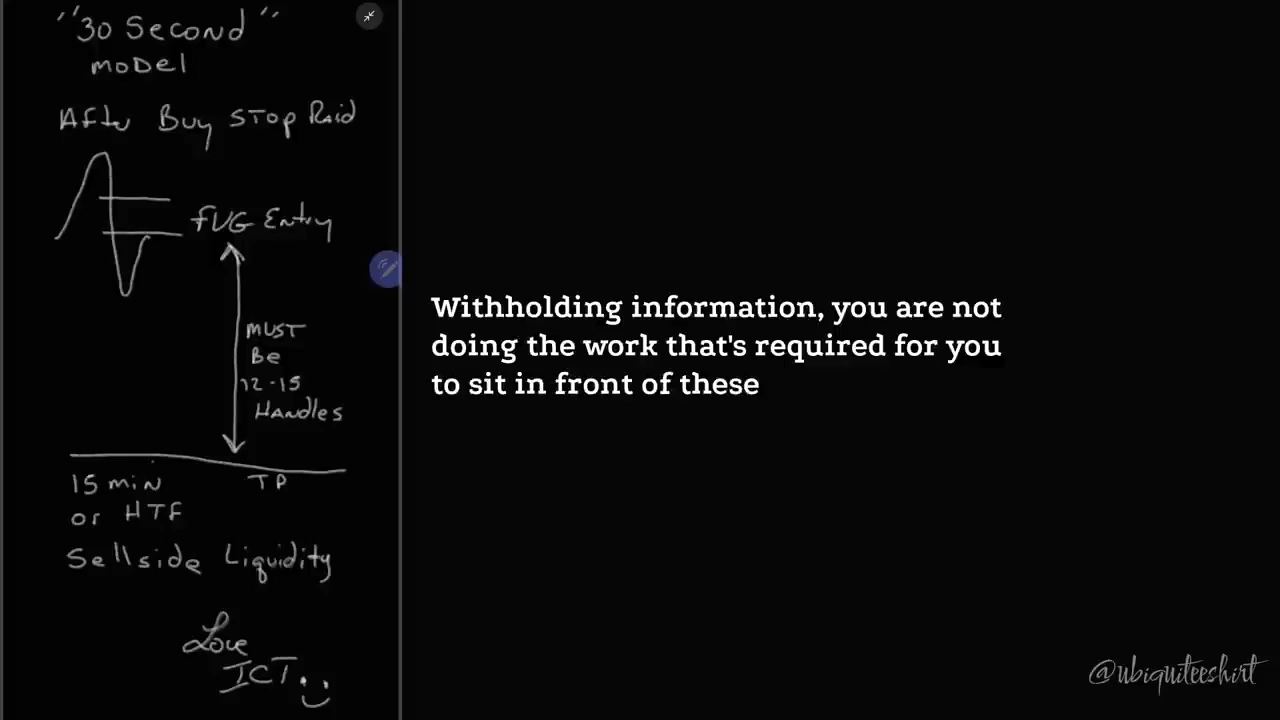 "30 Second"
MODEL
After Buy STop Raid
FVG Entry
MUST
Be
12-15
HANdles
15 miN
TP
or HTF
Sellside Liquidity
Love
ICT
Withholding information, you are not
doing the work that's required for you
to sit in front of these
@ubiquiteeshirt